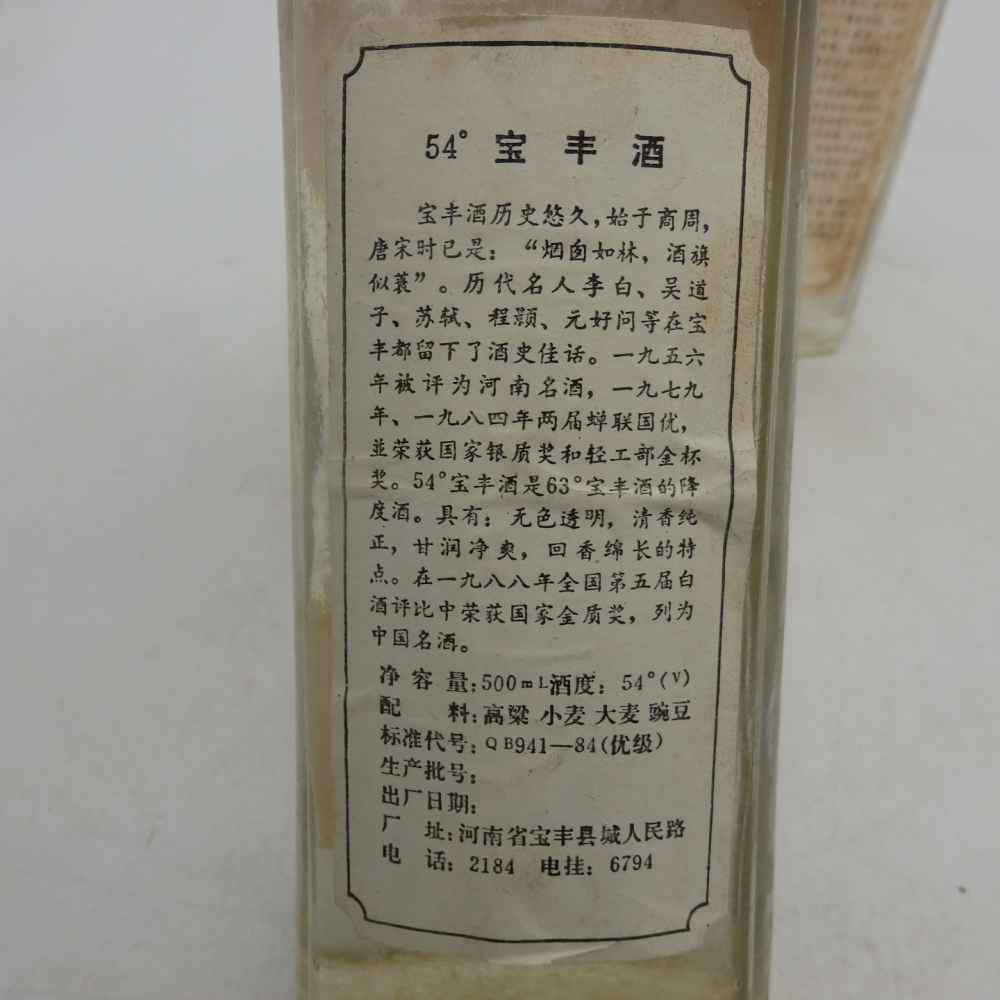 54° 宝丰酒
宝丰酒历史悠久，始于商周，
唐宋时已是：“烟囱如林，酒旗
似蓑”。历代名人李白、吴道
子、苏轼、程颢、元好问等在宝
丰都留下了酒史佳话。一九五六
年被评为河南名酒，一九七九
年、一九八四年两届蝉联国优，
並荣获国家银质奖和轻工部金杯
奖。54°宝丰酒是63°宝丰酒的降
度酒。具有：无色透明，清香纯
正，甘润净爽，回香绵长的特
点。在一九八八年全国第五届白
酒评比中荣获国家金质奖，列为
中国名酒。
净容量：500mL酒度：54°(V)
配料：高粱 小麦 大麦 豌豆
标准代号：QB941—84(优级)
生产批号：
出厂日期：
厂址：河南省宝丰县城人民路
电话：2184 电挂：6794